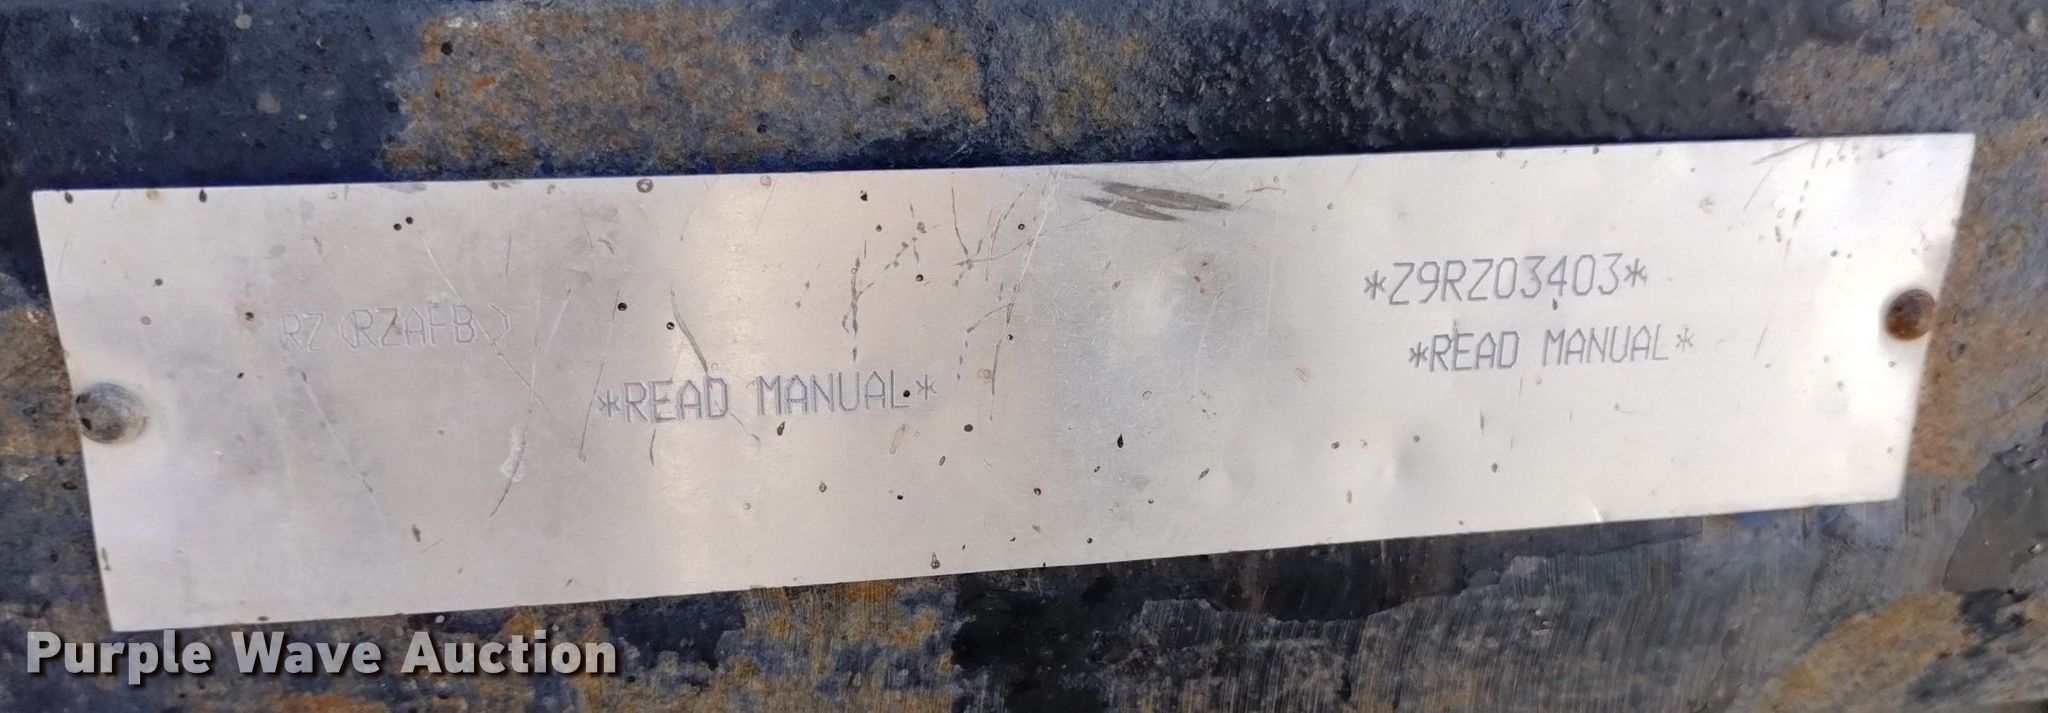 *Z9RZ03403*
RZ <RZAFB>
*READ MANUAL*
*READ MANUAL*
Purple Wave Auction